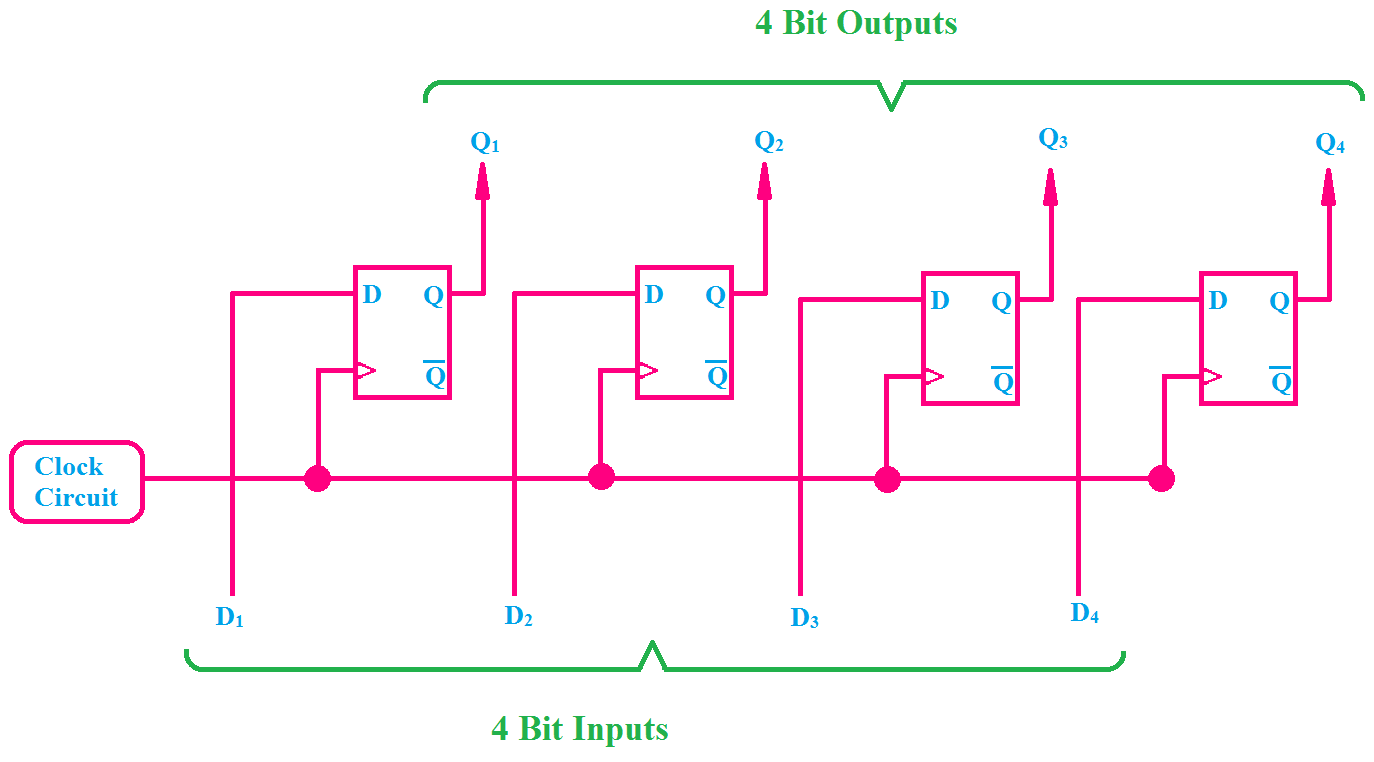 4 Bit Outputs
Q₁ Q₂ Q₃ Q₄
D Q D Q D Q D Q
Q̅ Q̅ Q̅ Q̅
Clock
Circuit
D₁ D₂ D₃ D₄
4 Bit Inputs